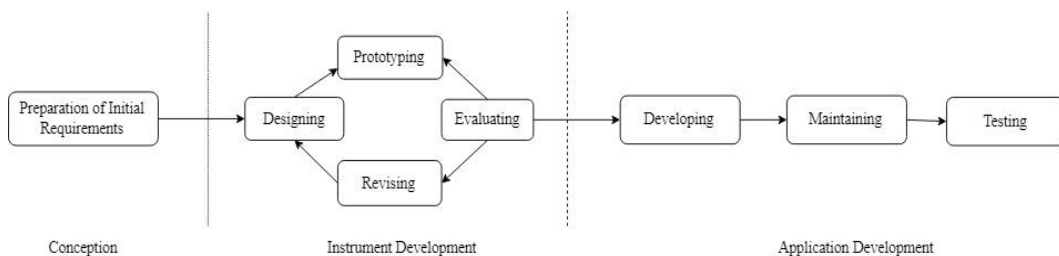 Preparation of Initial
Requirements
Designing
Prototyping
Evaluating
Revising
Developing
Maintaining
Testing
Conception
Instrument Development
Application Development